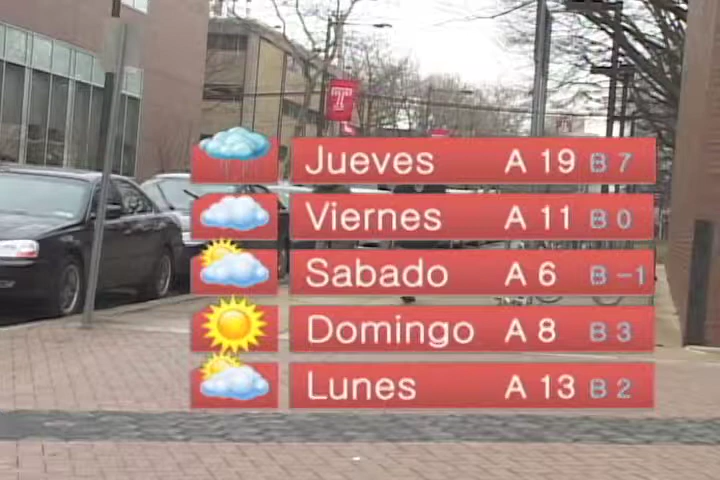 T
Jueves A 19 B 7
Viernes A 11 B 0
Sabado A 6 B -1
Domingo A 8 B 3
Lunes A 13 B 2